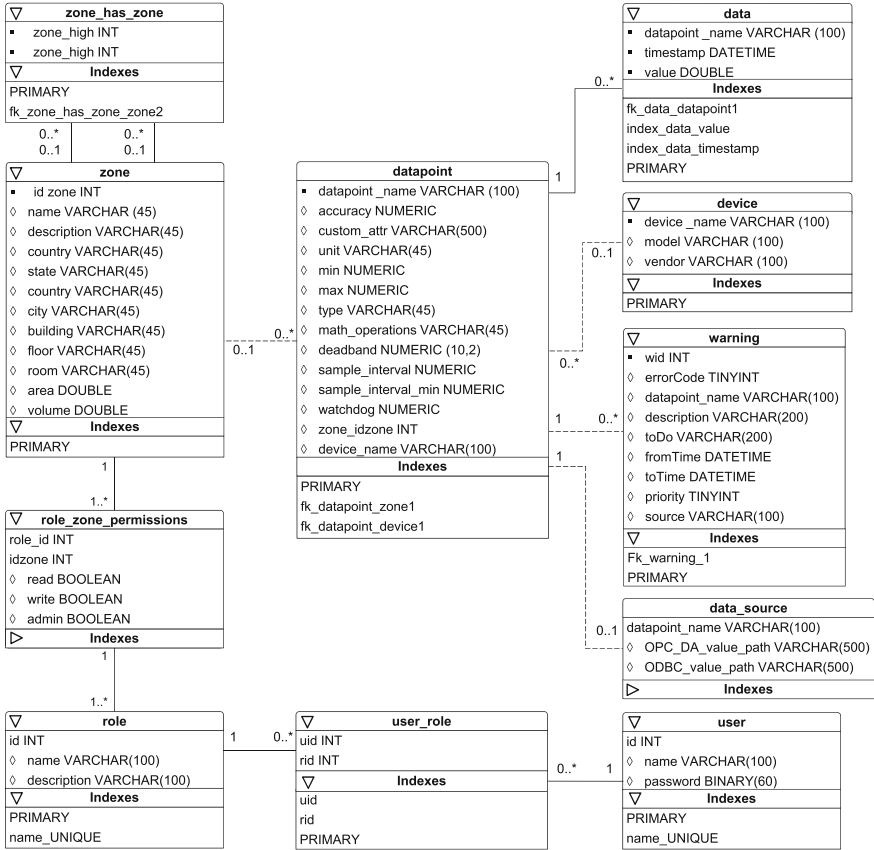 zone_has_zone
zone_high INT
zone_high INT
Indexes
PRIMARY
fk_zone_has_zone_zone2
0..*
0..*
0..1
0..1
zone
id zone INT
name VARCHAR (45)
description VARCHAR(45)
country VARCHAR(45)
state VARCHAR(45)
country VARCHAR(45)
city VARCHAR(45)
building VARCHAR(45)
floor VARCHAR(45)
room VARCHAR(45)
area DOUBLE
volume DOUBLE
Indexes
PRIMARY
1
1..*
role_zone_permissions
role_id INT
idzone INT
read BOOLEAN
write BOOLEAN
admin BOOLEAN
Indexes
1
1..*
role
id INT
name VARCHAR(100)
description VARCHAR(100)
Indexes
PRIMARY
name_UNIQUE
0..1
0..*
datapoint
datapoint _name VARCHAR (100)
accuracy NUMERIC
custom_attr VARCHAR(500)
unit VARCHAR(45)
min NUMERIC
max NUMERIC
type VARCHAR(45)
math_operations VARCHAR(45)
deadband NUMERIC (10,2)
sample_interval NUMERIC
sample_interval_min NUMERIC
watchdog NUMERIC
zone_idzone INT
device_name VARCHAR(100)
Indexes
PRIMARY
fk_datapoint_zone1
fk_datapoint_device1
1
0..*
user_role
uid INT
rid INT
Indexes
uid
rid
PRIMARY
0..*
1
data
datapoint _name VARCHAR (100)
timestamp DATETIME
value DOUBLE
Indexes
fk_data_datapoint1
index_data_value
index_data_timestamp
PRIMARY
0..*
1
device
device _name VARCHAR (100)
model VARCHAR (100)
vendor VARCHAR (100)
Indexes
PRIMARY
0..1
0..*
warning
wid INT
errorCode TINYINT
datapoint_name VARCHAR(100)
description VARCHAR(200)
toDo VARCHAR(200)
fromTime DATETIME
toTime DATETIME
priority TINYINT
source VARCHAR(100)
Indexes
Fk_warning_1
PRIMARY
1
0..*
1
0..1
data_source
datapoint_name VARCHAR(100)
OPC_DA_value_path VARCHAR(500)
ODBC_value_path VARCHAR(500)
Indexes
user
id INT
name VARCHAR(100)
password BINARY(60)
Indexes
PRIMARY
name_UNIQUE